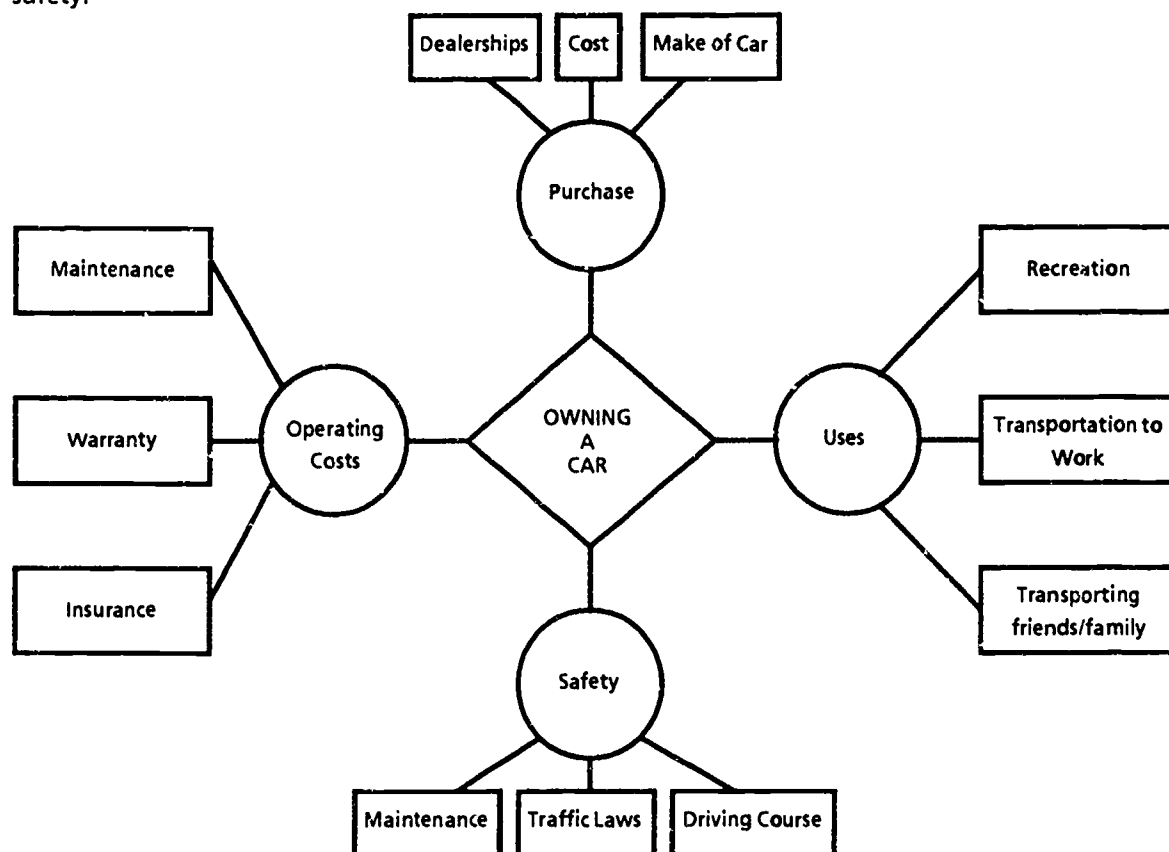 safety.
Dealerships
Cost
Make of Car
Purchase
Maintenance
Recreation
Warranty
Operating
Costs
OWNING
A
CAR
Uses
Transportation to
Work
Insurance
Transporting
friends/family
Safety
Maintenance
Traffic Laws
Driving Course